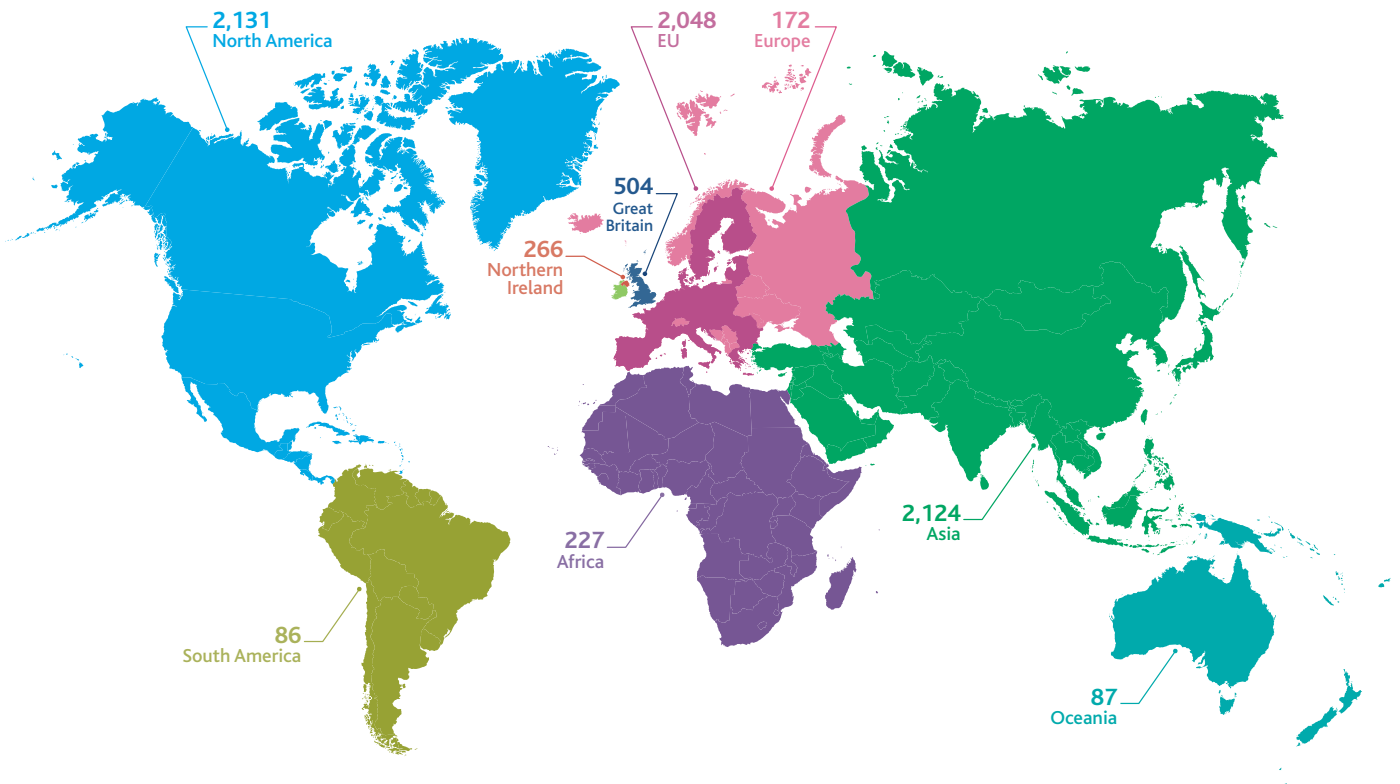 2,131
North America
2,048
EU
172
Europe
504
Great
Britain
266
Northern
Ireland
2,124
Asia
227
Africa
86
South America
87
Oceania